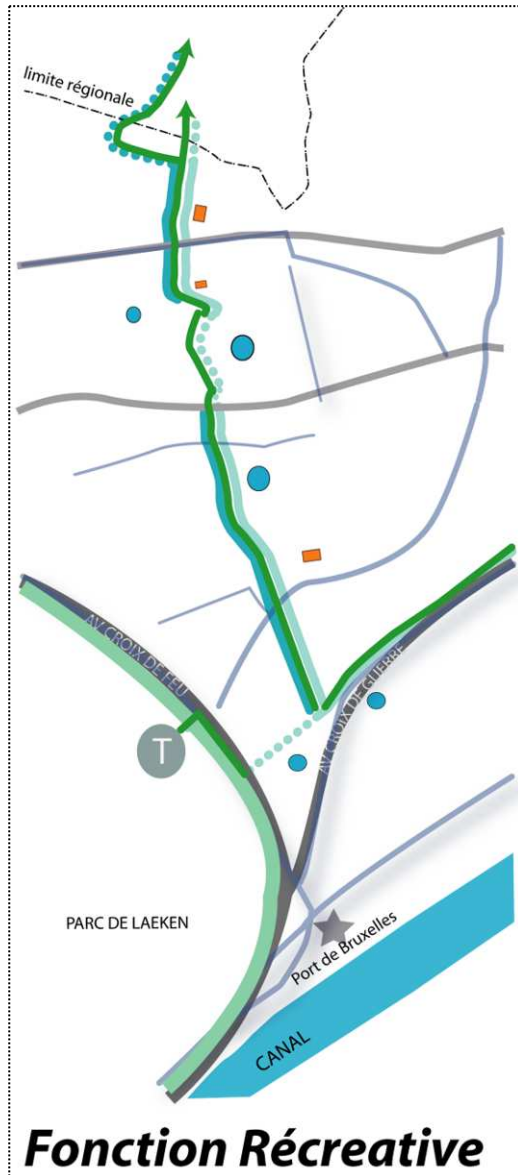 limite régionale
AV CROIX DE FEU
AV CROIX DE GUERRE
T
PARC DE LAEKEN
Port de Bruxelles
CANAL
Fonction Récreative